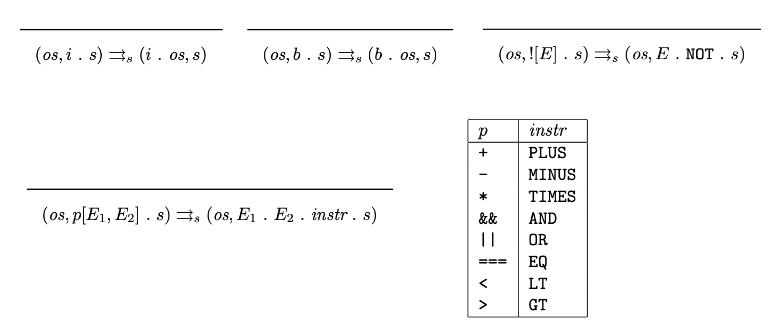 (os, i . s) ⇉ₛ (i . os, s)
(os, b . s) ⇉ₛ (b . os, s)
(os, ![E] . s) ⇉ₛ (os, E . NOT . s)
p instr
+ PLUS
- MINUS
* TIMES
&& AND
|| OR
=== EQ
< LT
> GT
(os, p[E₁, E₂] . s) ⇉ₛ (os, E₁ . E₂ . instr . s)